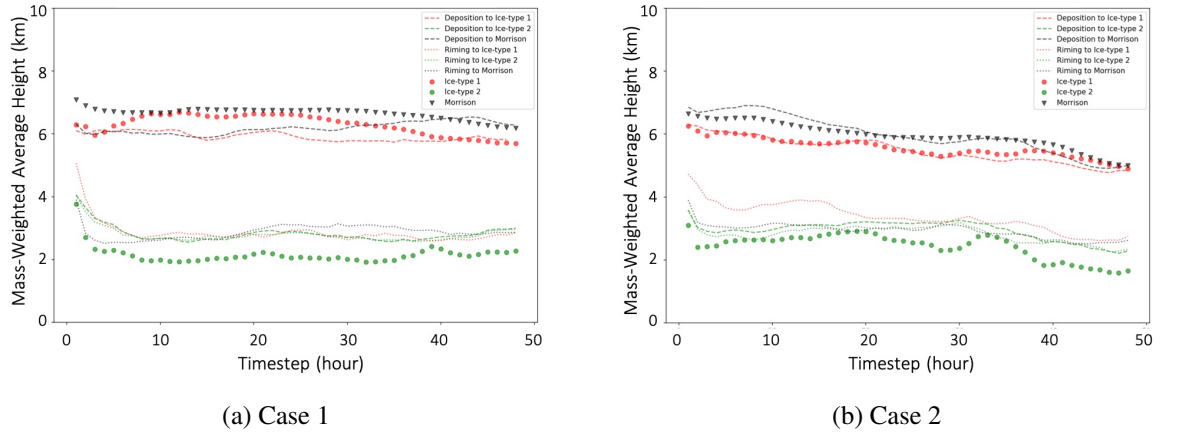 Mass-Weighted Average Height (km)
10
8
6
4
2
0
0 10 20 30 40 50
Timestep (hour)
Deposition to Ice-type 1
Deposition to Ice-type 2
Deposition to Morrison
Riming to Ice-type 1
Riming to Ice-type 2
Riming to Morrison
Ice-type 1
Ice-type 2
Morrison
(a) Case 1
Mass-Weighted Average Height (km)
10
8
6
4
2
0
0 10 20 30 40 50
Timestep (hour)
Deposition to Ice-type 1
Deposition to Ice-type 2
Deposition to Morrison
Riming to Ice-type 1
Riming to Ice-type 2
Riming to Morrison
Ice-type 1
Ice-type 2
Morrison
(b) Case 2